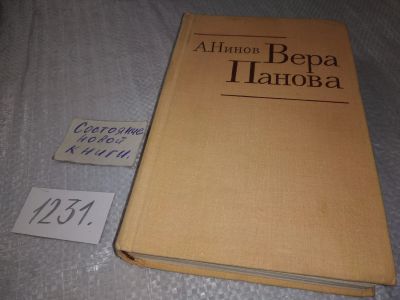 А. Нинов Вера
Панова
Состояние
новой
книги.
1231.